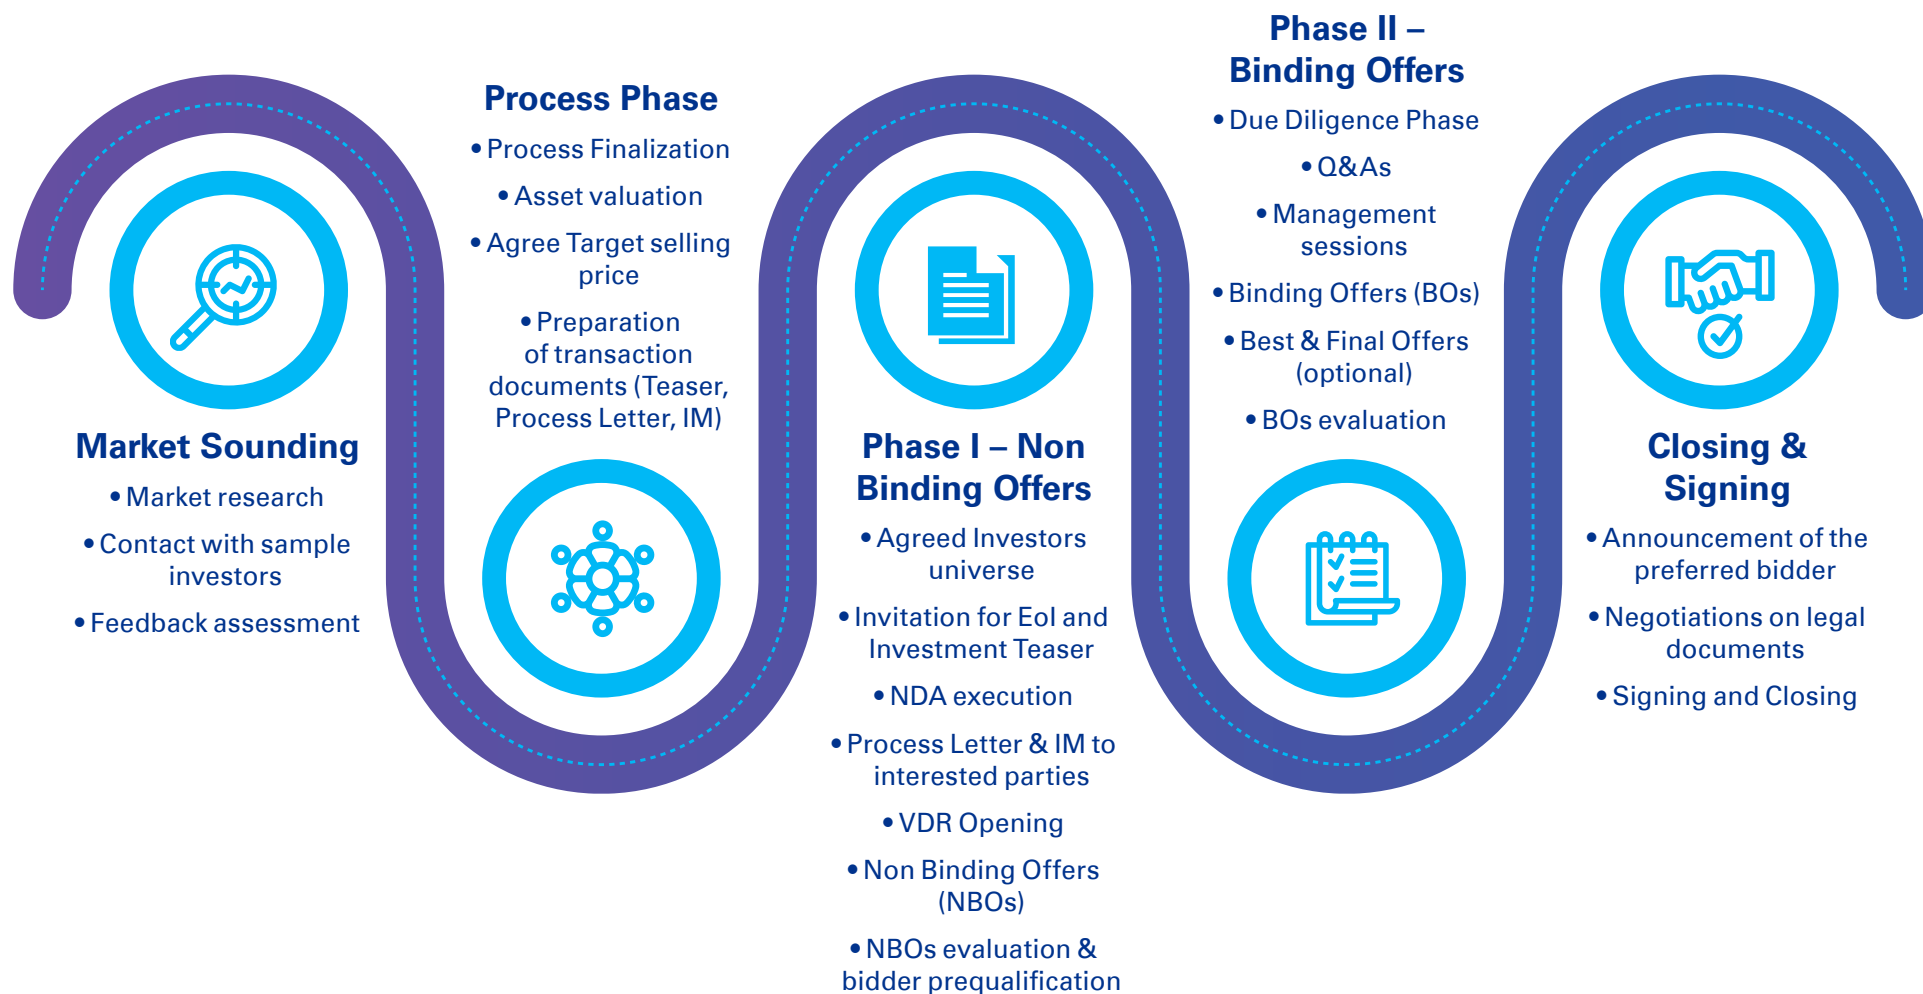 Market Sounding
• Market research
• Contact with sample
investors
• Feedback assessment
Process Phase
• Process Finalization
• Asset valuation
• Agree Target selling
price
• Preparation
of transaction
documents (Teaser,
Process Letter, IM)
Phase I – Non
Binding Offers
• Agreed Investors
universe
• Invitation for EoI and
Investment Teaser
• NDA execution
• Process Letter & IM to
interested parties
• VDR Opening
• Non Binding Offers
(NBOs)
• NBOs evaluation &
bidder prequalification
Phase II –
Binding Offers
• Due Diligence Phase
• Q&As
• Management
sessions
• Binding Offers (BOs)
• Best & Final Offers
(optional)
• BOs evaluation
Closing &
Signing
• Announcement of the
preferred bidder
• Negotiations on legal
documents
• Signing and Closing